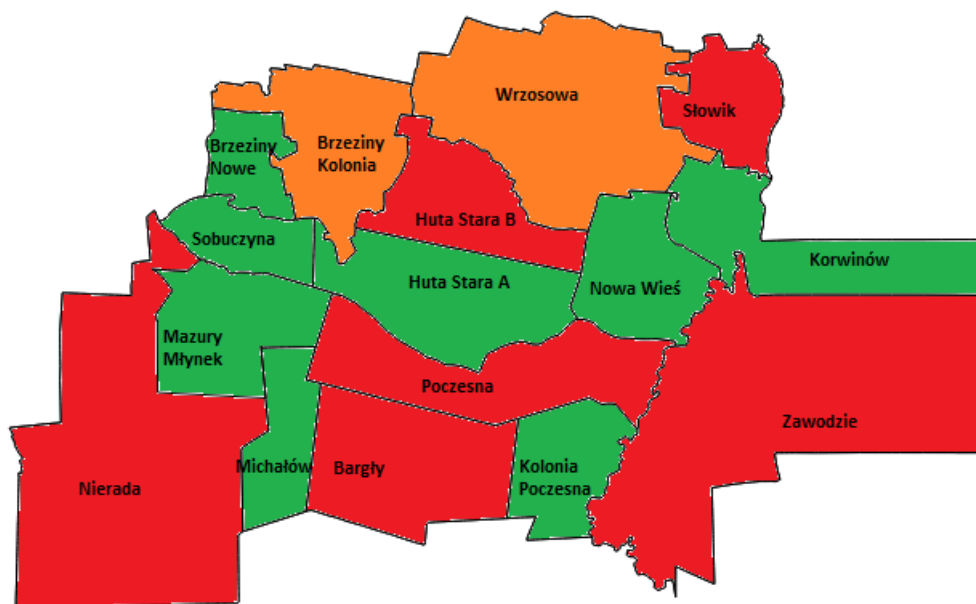 Wrzosowa
Słowik
Brzeziny
Nowe
Brzeziny
Kolonia
Huta Stara B
Sobuczyna
Korwinów
Huta Stara A
Nowa Wieś
Mazury
Młynek
Poczesna
Zawodzie
Nierada
Michałów
Bargły
Kolonia
Poczesna